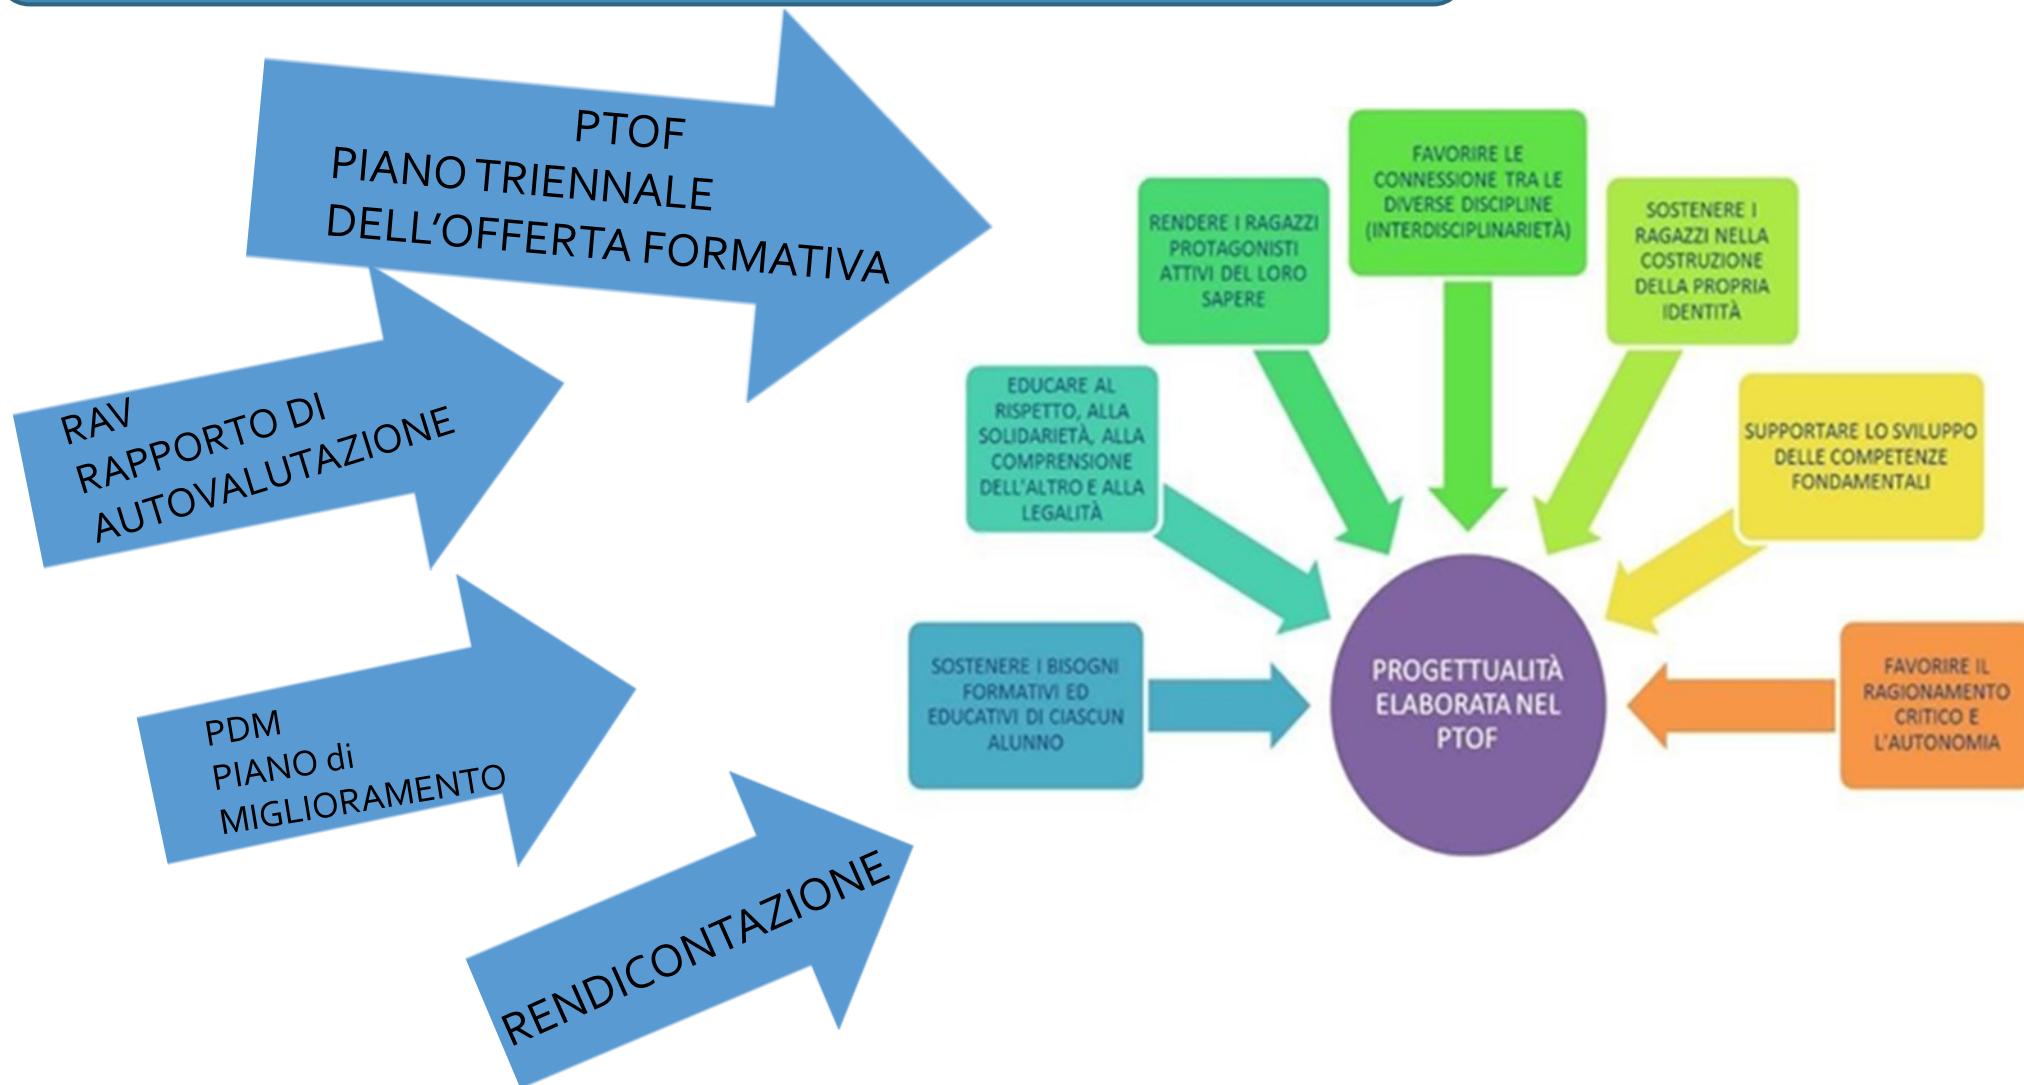 PTOF
PIANO TRIENNALE
DELL'OFFERTA FORMATIVA
RAV
RAPPORTO DI
AUTOVALUTAZIONE
PDM
PIANO di
MIGLIORAMENTO
RENDICONTAZIONE
SOSTENERE I BISOGNI
FORMATIVI ED
EDUCATIVI DI CIASCUN
ALUNNO
EDUCARE AL
RISPETTO, ALLA
SOLIDARIETÀ, ALLA
COMPRENSIONE
DELL'ALTRO E ALLA
LEGALITÀ
RENDERE I RAGAZZI
PROTAGONISTI
ATTIVI DEL LORO
SAPERE
FAVORIRE LE
CONNESSIONE TRA LE
DIVERSE DISCIPLINE
(INTERDISCIPLINARIETÀ)
SOSTENERE I
RAGAZZI NELLA
COSTRUZIONE
DELLA PROPRIA
IDENTITÀ
SUPPORTARE LO SVILUPPO
DELLE COMPETENZE
FONDAMENTALI
FAVORIRE IL
RAGIONAMENTO
CRITICO E
L'AUTONOMIA
PROGETTUALITÀ
ELABORATA NEL
PTOF